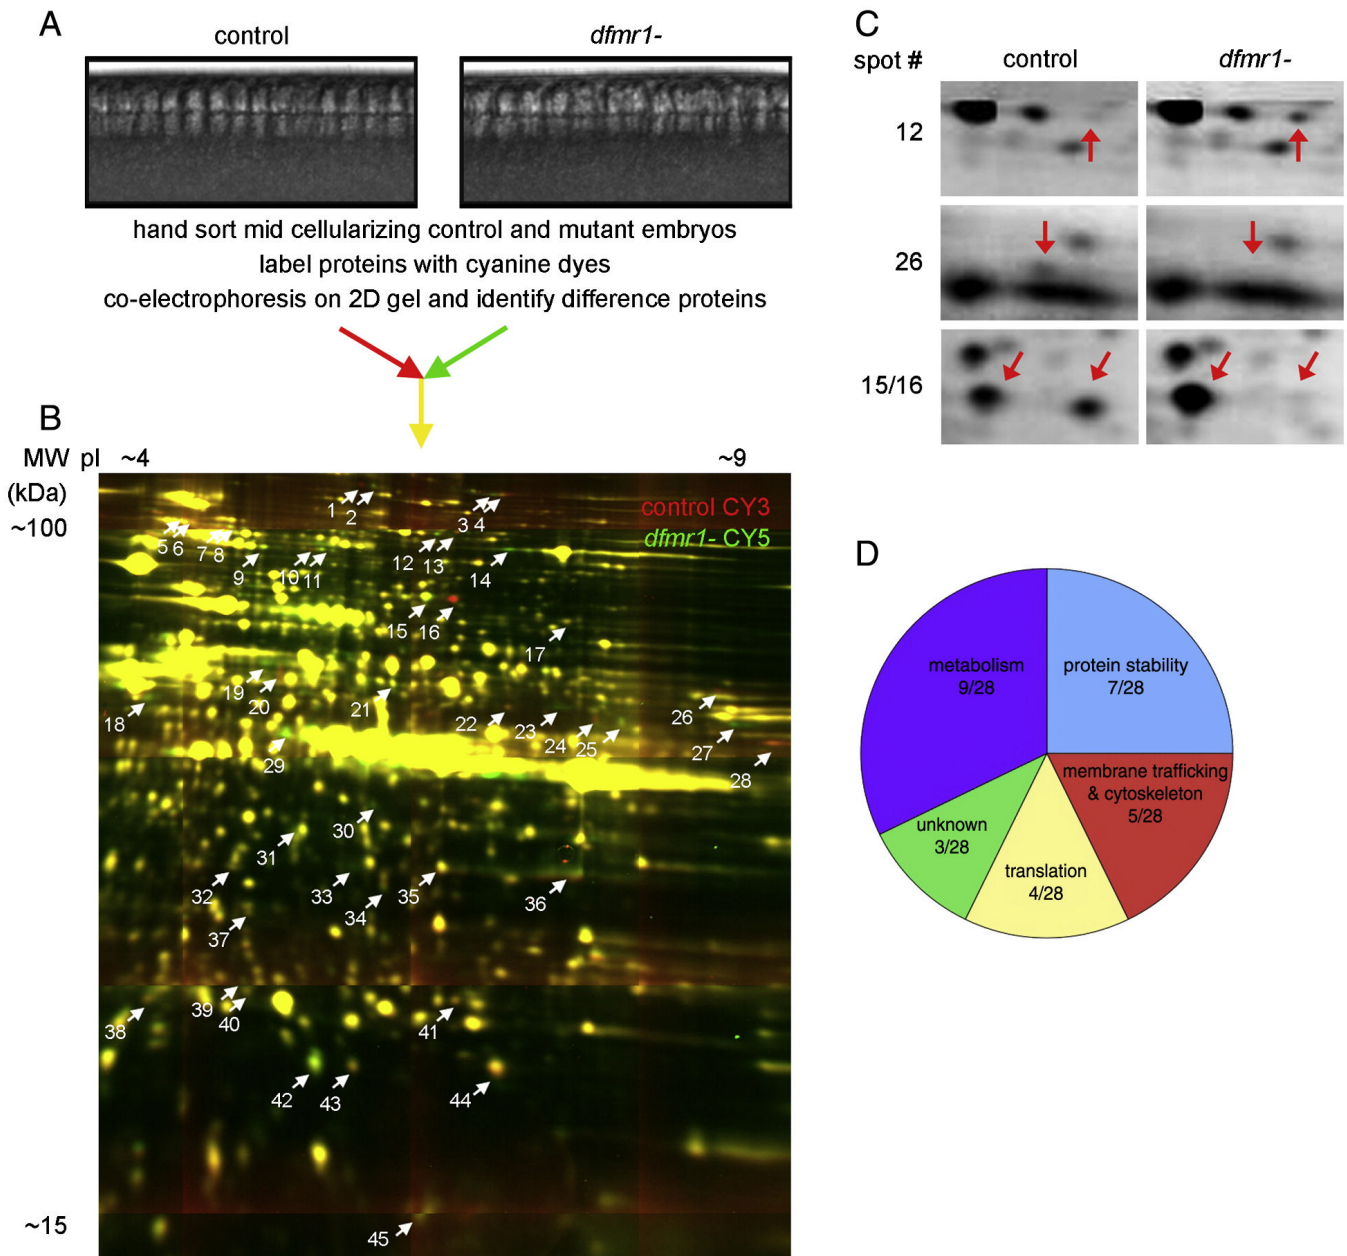 A
control
dfmr1-
hand sort mid cellularizing control and mutant embryos
label proteins with cyanine dyes
co-electrophoresis on 2D gel and identify difference proteins
B
MW pI ~4 ~9
(kDa)
~100
~15
control CY3
dfmr1- CY5
1
2
3
4
5
6
7
8
9
10
11
12
13
14
15
16
17
18
19
20
21
22
23
24
25
26
27
28
29
30
31
32
33
34
35
36
37
38
39
40
41
42
43
44
45
C
spot # control dfmr1-
12
26
15/16
D
metabolism
9/28
protein stability
7/28
membrane trafficking
& cytoskeleton
5/28
translation
4/28
unknown
3/28